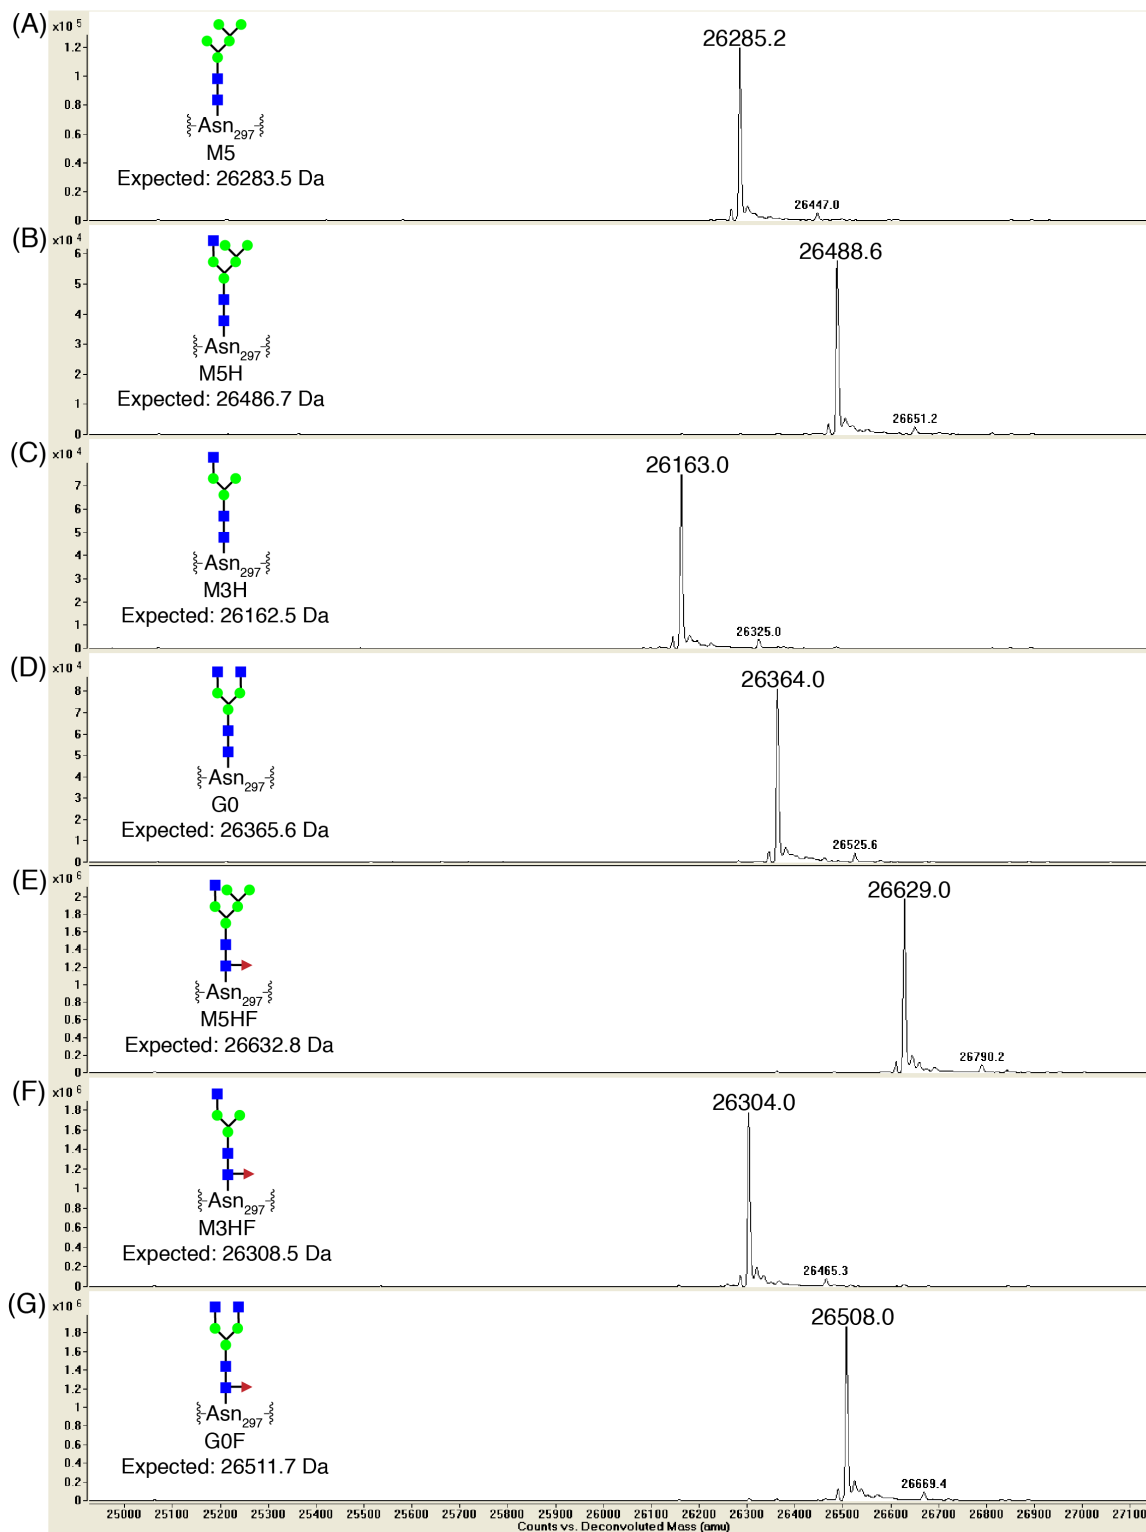 (A)
x10 5
1.2
1
0.8
0.6
0.4
0.2
0
Asn297
M5
Expected: 26283.5 Da
26285.2
26447.0
(B)
x10 4
6
5
4
3
2
1
0
Asn297
M5H
Expected: 26486.7 Da
26488.6
26651.2
(C)
x10 4
7
6
5
4
3
2
1
0
Asn297
M3H
Expected: 26162.5 Da
26163.0
26325.0
(D)
x10 4
8
7
6
5
4
3
2
1
0
Asn297
G0
Expected: 26365.6 Da
26364.0
26525.6
(E)
x10 6
2
1.8
1.6
1.4
1.2
1
0.8
0.6
0.4
0.2
0
Asn297
M5HF
Expected: 26632.8 Da
26629.0
26790.2
(F)
x10 6
1.8
1.6
1.4
1.2
1
0.8
0.6
0.4
0.2
0
Asn297
M3HF
Expected: 26308.5 Da
26304.0
26465.3
(G)
x10 6
1.8
1.6
1.4
1.2
1
0.8
0.6
0.4
0.2
0
Asn297
G0F
Expected: 26511.7 Da
26508.0
26669.4
25000 25100 25200 25300 25400 25500 25600 25700 25800 25900 26000 26100 26200 26300 26400 26500 26600 26700 26800 26900 27000 2710
Counts vs. Deconvoluted Mass (amu)